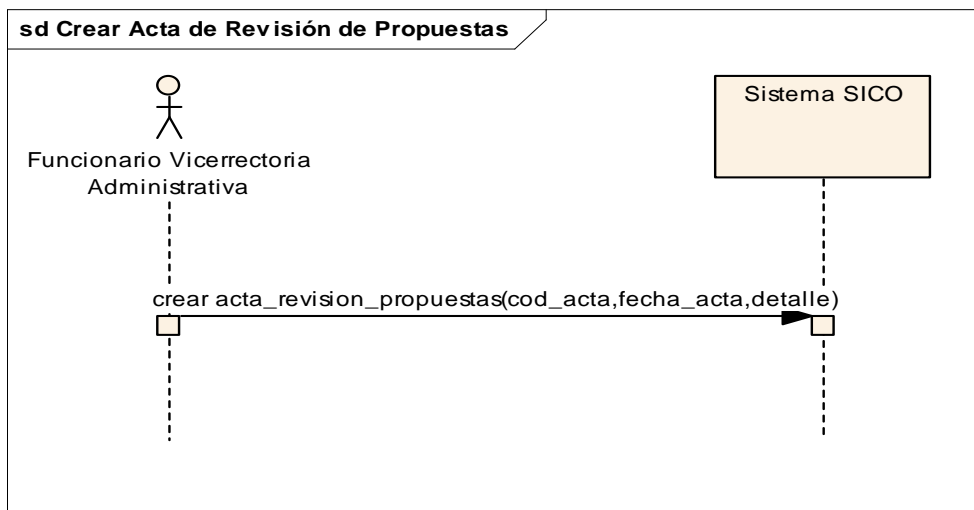 sd Crear Acta de Revisión de Propuestas
Funcionario Vicerrectoria
Administrativa
Sistema SICO
crear acta_revision_propuestas(cod_acta,fecha_acta,detalle)